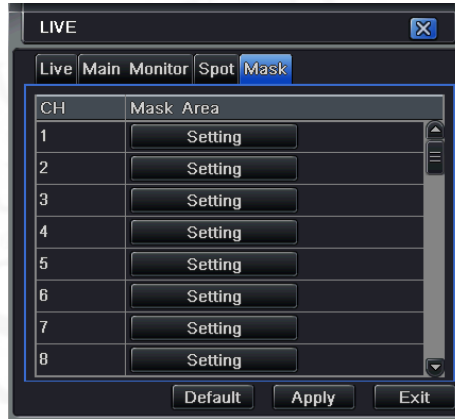 LIVE
Live Main Monitor Spot Mask
CH Mask Area
1 Setting
2 Setting
3 Setting
4 Setting
5 Setting
6 Setting
7 Setting
8 Setting
Default Apply Exit